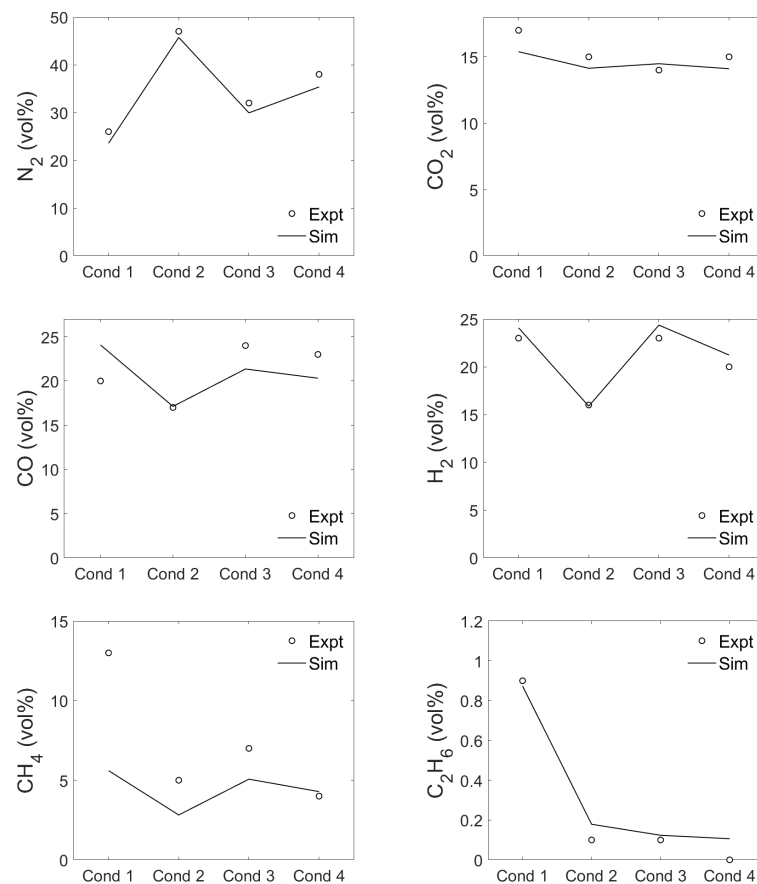 50
40
30
20
10
0
N2 (vol%)
Expt
Sim
Cond 1 Cond 2 Cond 3 Cond 4
15
10
5
0
CO2 (vol%)
Expt
Sim
Cond 1 Cond 2 Cond 3 Cond 4
25
20
15
10
5
0
CO (vol%)
Expt
Sim
Cond 1 Cond 2 Cond 3 Cond 4
25
20
15
10
5
0
H2 (vol%)
Expt
Sim
Cond 1 Cond 2 Cond 3 Cond 4
15
10
5
0
CH4 (vol%)
Expt
Sim
Cond 1 Cond 2 Cond 3 Cond 4
1.2
1
0.8
0.6
0.4
0.2
0
C2H6 (vol%)
Expt
Sim
Cond 1 Cond 2 Cond 3 Cond 4